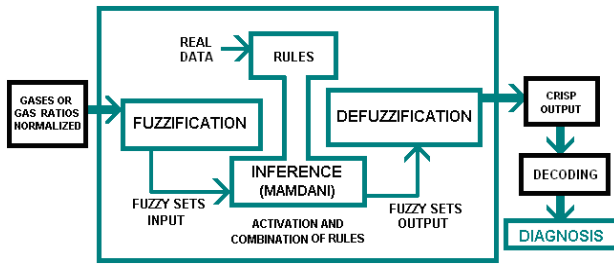 REAL
DATA
RULES
GASES OR
GAS RATIOS
NORMALIZED
FUZZIFICATION
DEFUZZIFICATION
CRISP
OUTPUT
INFERENCE
(MAMDANI)
DECODING
FUZZY SETS
INPUT
ACTIVATION AND
COMBINATION OF RULES
FUZZY SETS
OUTPUT
DIAGNOSIS